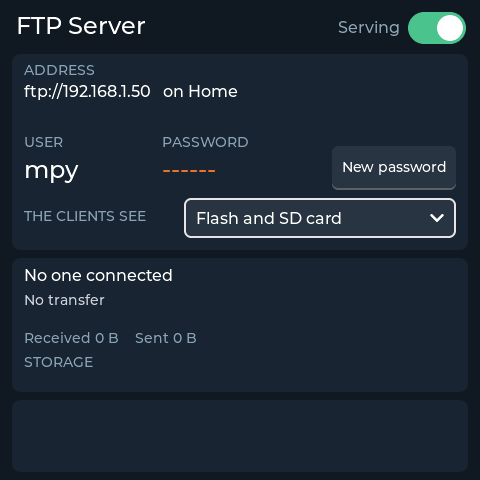 FTP Server
Serving
ADDRESS
ftp://192.168.1.50 on Home
USER PASSWORD
mpy ------ New password
THE CLIENTS SEE Flash and SD card
No one connected
No transfer
Received 0 B Sent 0 B
STORAGE